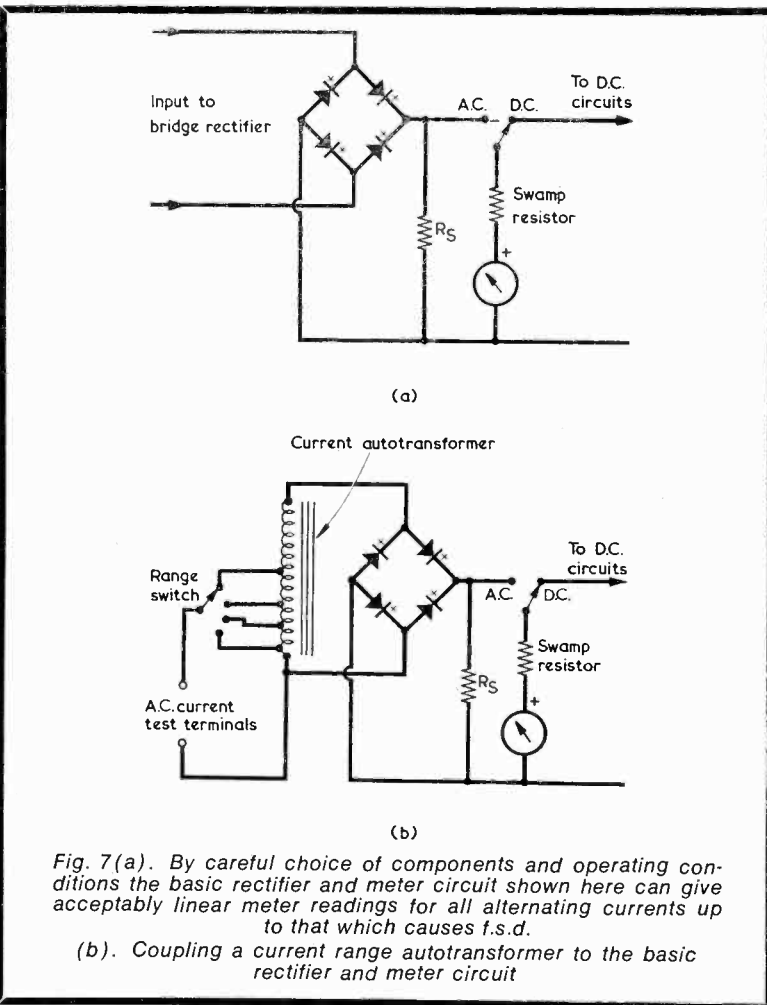 Input to
bridge rectifier
A.C.
D.C.
To D.C.
circuits
Swamp
resistor
RS
+
(a)
Current autotransformer
Range
switch
A.C. current
test terminals
To D.C.
circuits
A.C.
D.C.
Swamp
resistor
RS
+
(b)
Fig. 7(a). By careful choice of components and operating con-
ditions the basic rectifier and meter circuit shown here can give
acceptably linear meter readings for all alternating currents up
to that which causes f.s.d.
(b). Coupling a current range autotransformer to the basic
rectifier and meter circuit